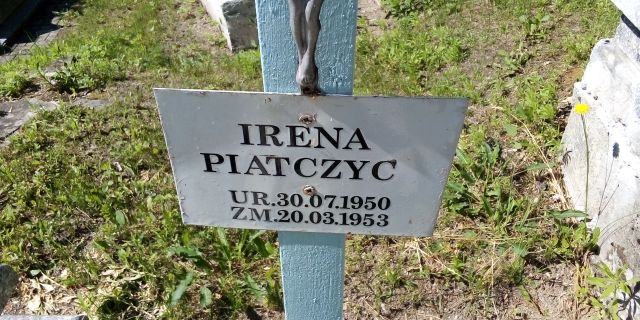 IRENA
PIATCZYC
UR.30.07.1950
ZM.20.03.1953